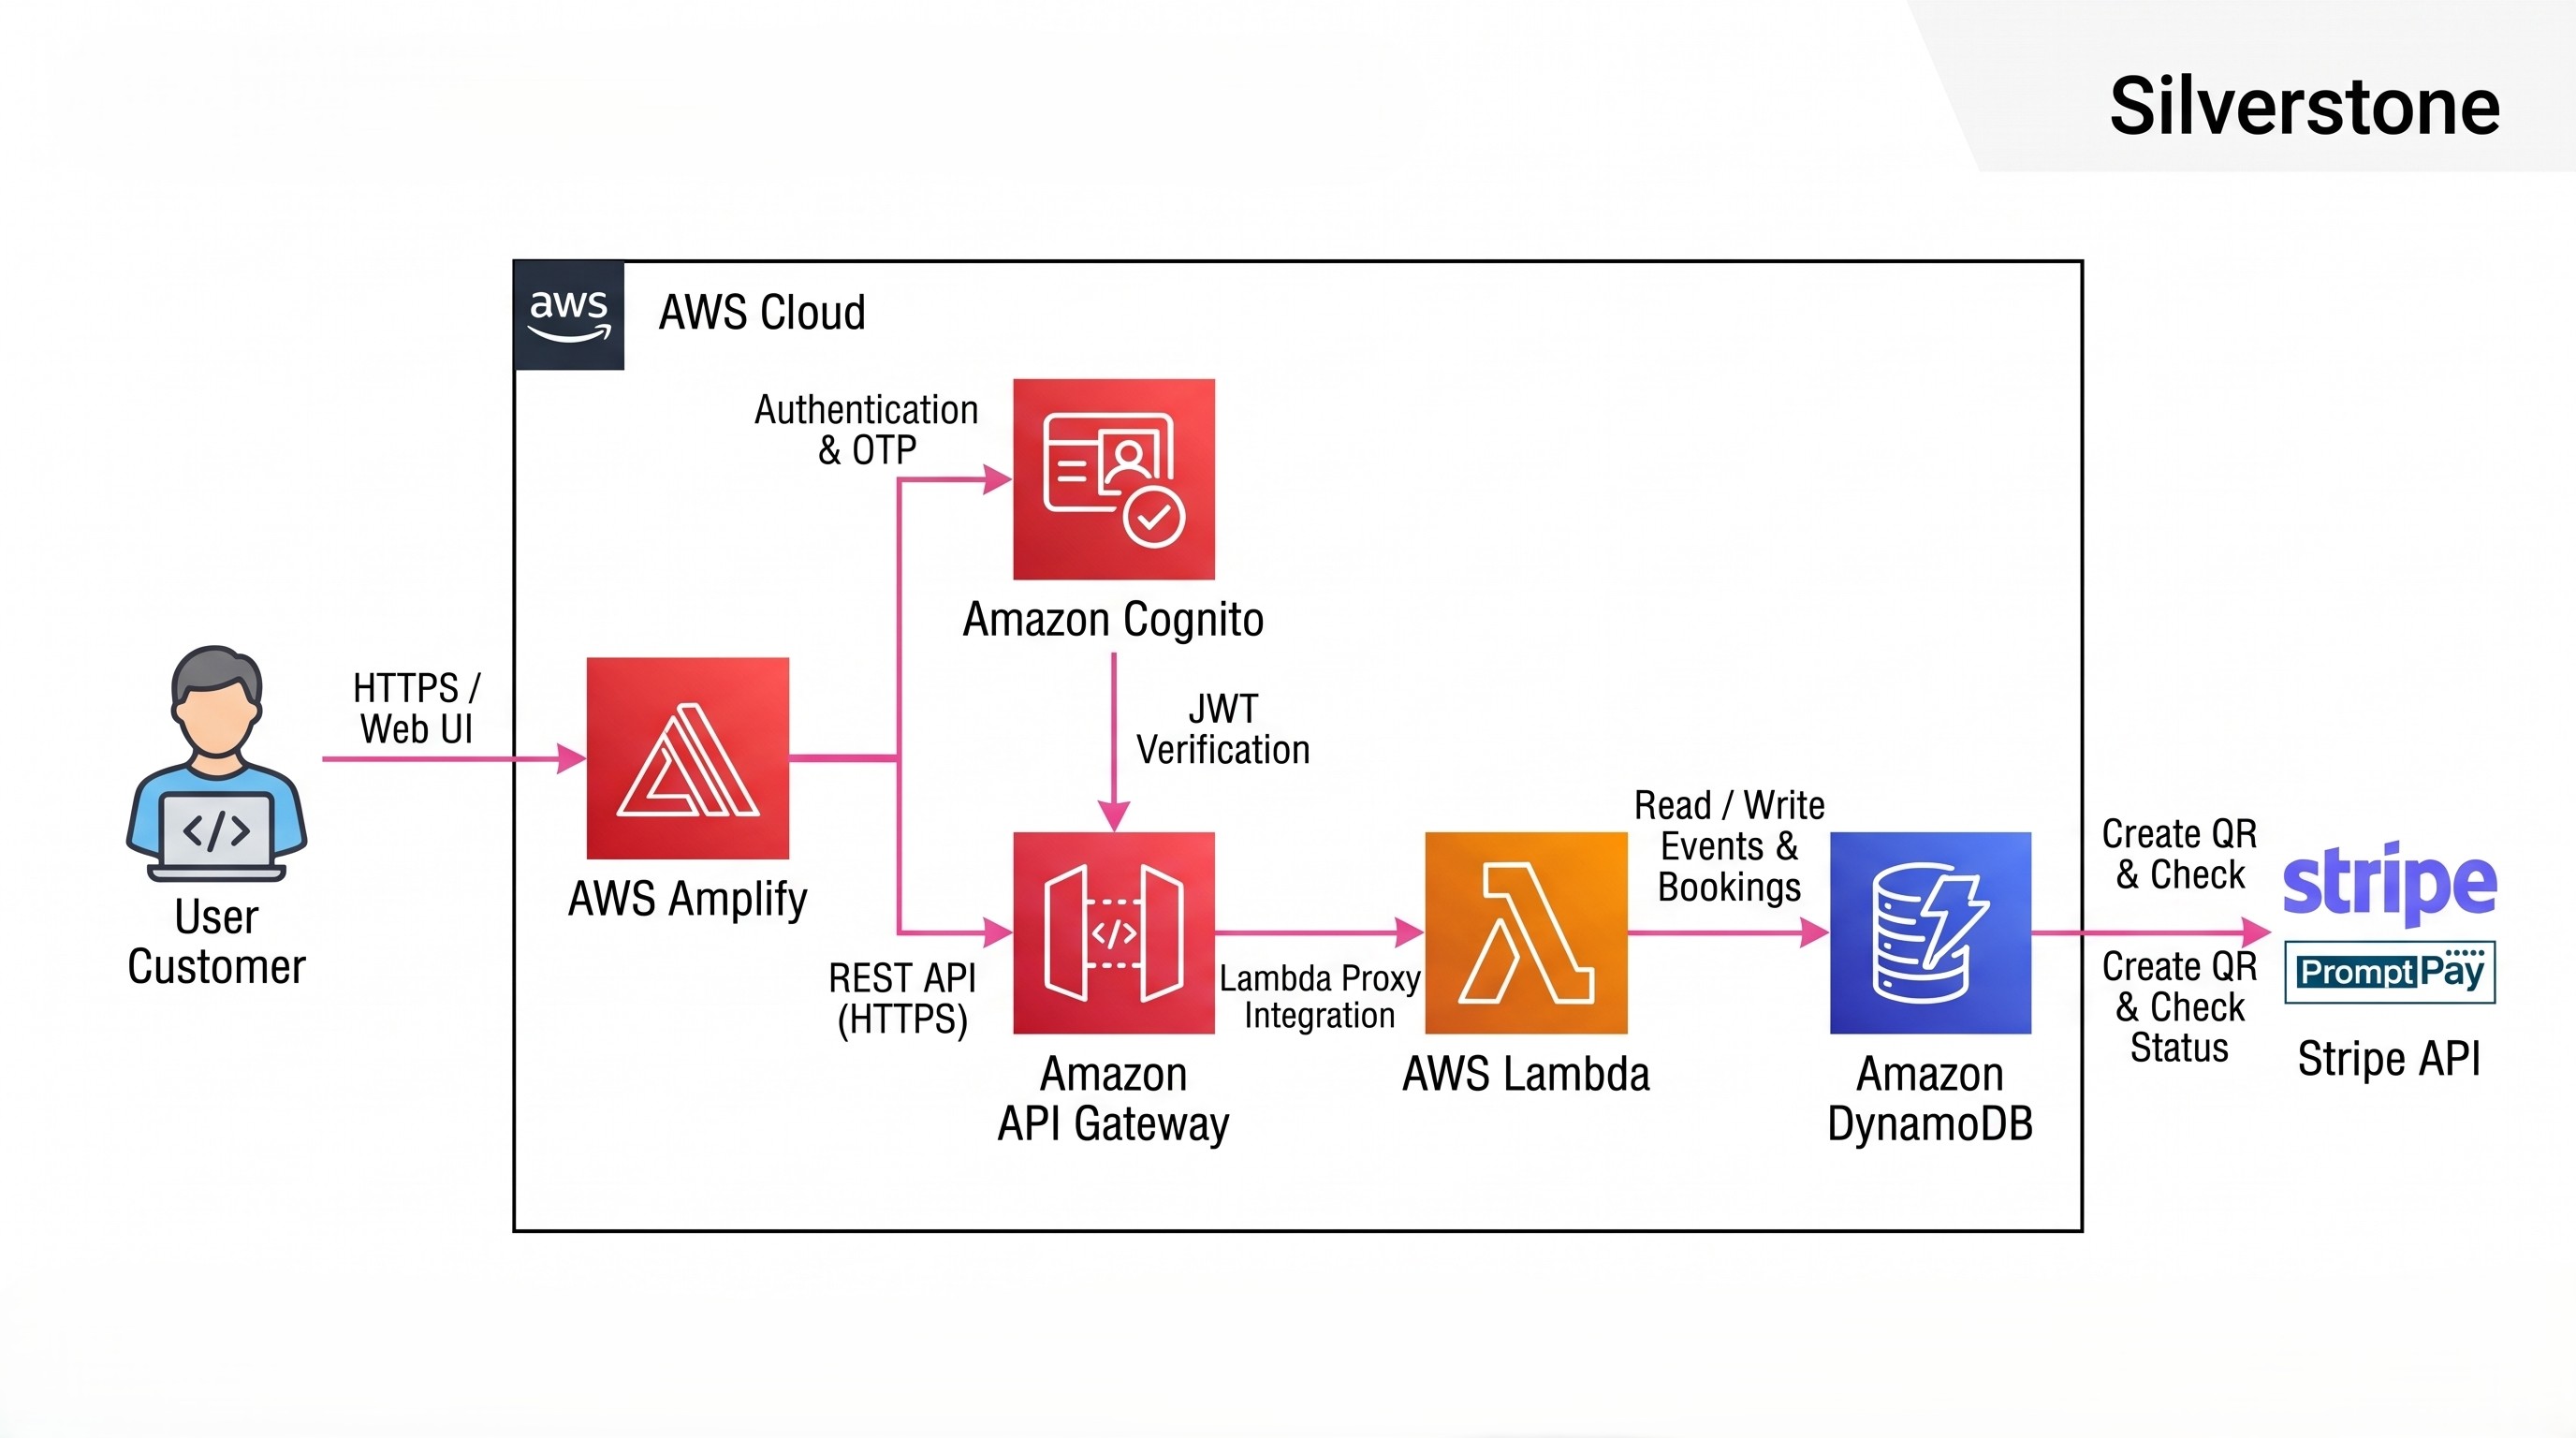 Silverstone
aws
AWS Cloud
Authentication
& OTP
Amazon Cognito
HTTPS /
Web UI
JWT
Verification
User
Customer
</>
AWS Amplify
REST API
(HTTPS)
</>
Amazon
API Gateway
Lambda Proxy
Integration
AWS Lambda
Read / Write
Events &
Bookings
Amazon
DynamoDB
Create QR
& Check
Create QR
& Check
Status
stripe
PromptPay
Stripe API